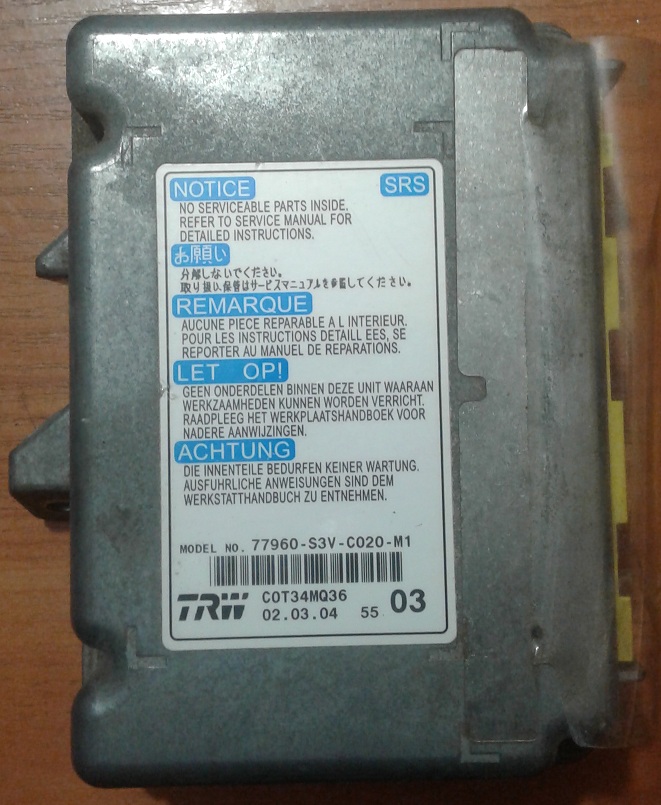 NOTICE SRS
NO SERVICEABLE PARTS INSIDE.
REFER TO SERVICE MANUAL FOR
DETAILED INSTRUCTIONS.
お願い
分解しないでください。
取り扱い、保管はサービスマニュアルを参照してください。
REMARQUE
AUCUNE PIECE REPARABLE A L INTERIEUR.
POUR LES INSTRUCTIONS DETAILL EES, SE
REPORTER AU MANUEL DE REPARATIONS.
LET OP!
GEEN ONDERDELEN BINNEN DEZE UNIT WAARAAN
WERKZAAMHEDEN KUNNEN WORDEN VERRICHT.
RAADPLEEG HET WERKPLAATSHANDBOEK VOOR
NADERE AANWIJZINGEN.
ACHTUNG
DIE INNENTEILE BEDURFEN KEINER WARTUNG.
AUSFUHRLICHE ANWEISUNGEN SIND DEM
WERKSTATTHANDBUCH ZU ENTNEHMEN.
MODEL NO. 77960-S3V-C020-M1
TRW C0T34MQ36
02.03.04 55 03